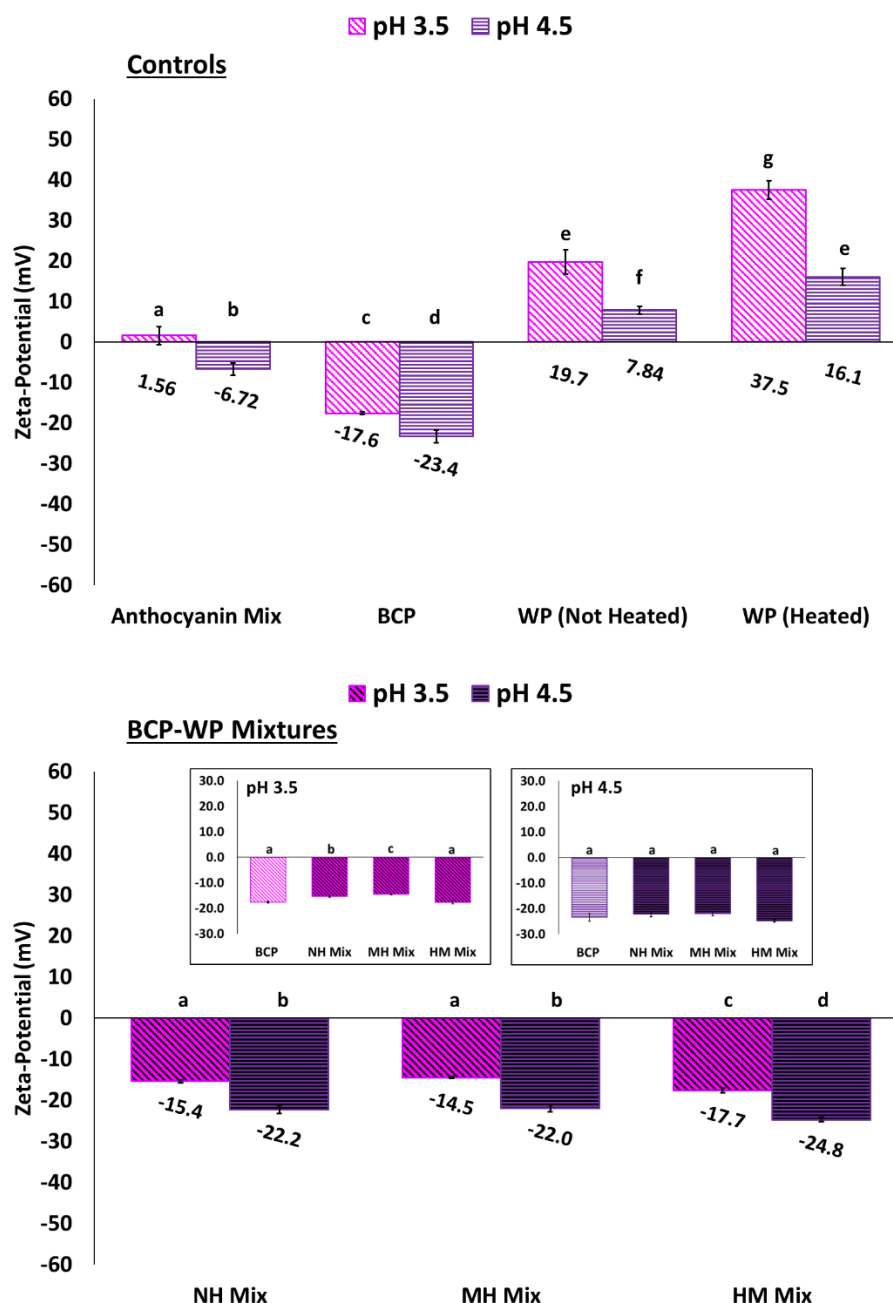 pH 3.5 pH 4.5
Controls
Zeta-Potential (mV)
60
50
40
30
20
10
0
-10
-20
-30
-40
-50
-60
a b c d e f g e
1.56 -6.72 -17.6 -23.4 19.7 7.84 37.5 16.1
Anthocyanin Mix BCP WP (Not Heated) WP (Heated)
pH 3.5 pH 4.5
BCP-WP Mixtures
Zeta-Potential (mV)
60
50
40
30
20
10
0
-10
-20
-30
-40
-50
-60
pH 3.5
30.0
20.0
10.0
0.0
-10.0
-20.0
-30.0
a b c a
BCP NH Mix MH Mix HM Mix
pH 4.5
30.0
20.0
10.0
0.0
-10.0
-20.0
-30.0
a a a a
BCP NH Mix MH Mix HM Mix
a b a b c d
-15.4 -22.2 -14.5 -22.0 -17.7 -24.8
NH Mix MH Mix HM Mix